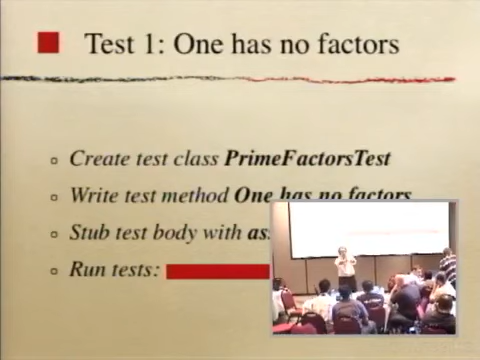 Test 1: One has no factors
Create test class PrimeFactorsTest
Write test method One has no factors
Stub test body with
Run tests: